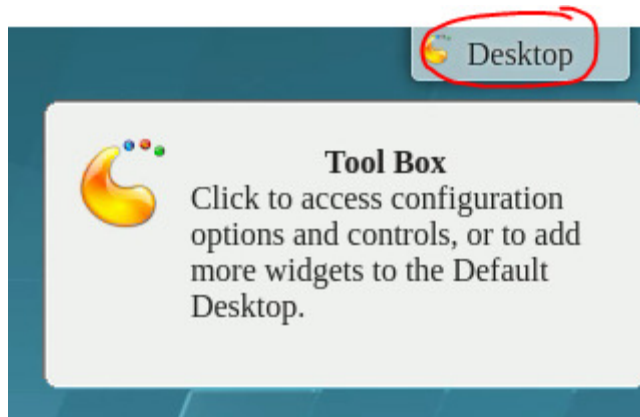 Desktop
Tool Box
Click to access configuration
options and controls, or to add
more widgets to the Default
Desktop.